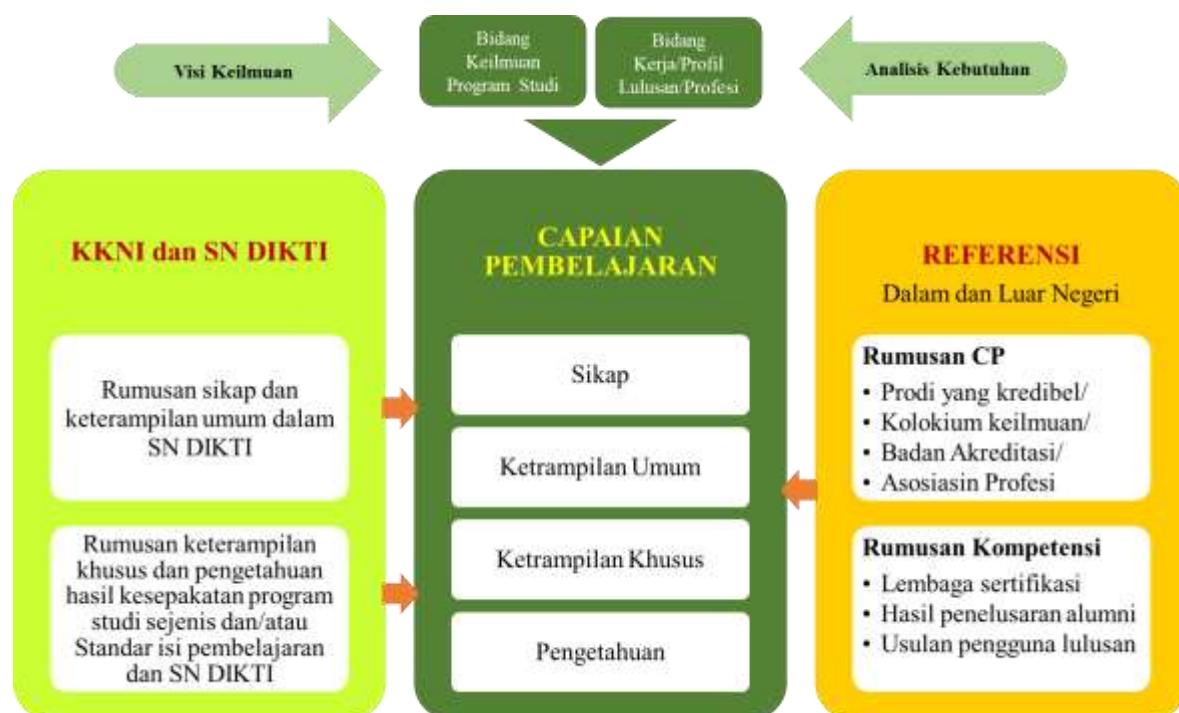 Visi Keilmuan
Bidang
Keilmuan
Program Studi
Bidang
Kerja/Profil
Lulusan/Profesi
Analisis Kebutuhan
KKNI dan SN DIKTI
Rumusan sikap dan
keterampilan umum dalam
SN DIKTI
Rumusan keterampilan
khusus dan pengetahuan
hasil kesepakatan program
studi sejenis dan/atau
Standar isi pembelajaran
dan SN DIKTI
CAPAIAN
PEMBELAJARAN
Sikap
Ketrampilan Umum
Ketrampilan Khusus
Pengetahuan
REFERENSI
Dalam dan Luar Negeri
Rumusan CP
• Prodi yang kredibel/
• Kolokium keilmuan/
• Badan Akreditasi/
• Asosiasin Profesi
Rumusan Kompetensi
• Lembaga sertifikasi
• Hasil penelusaran alumni
• Usulan pengguna lulusan